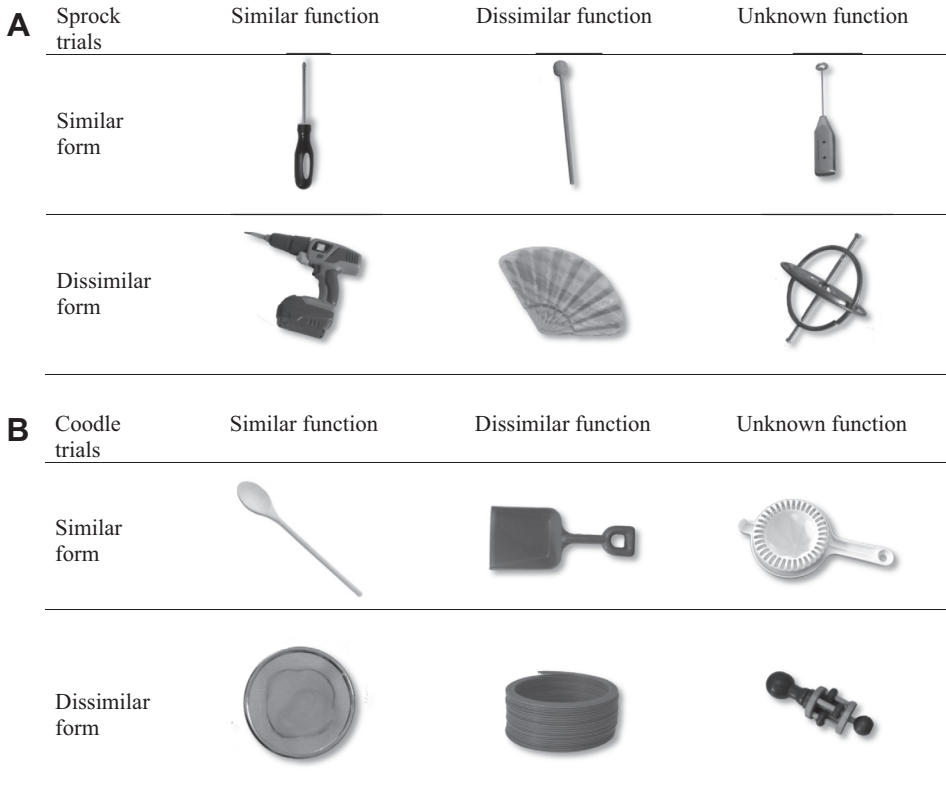 A
Sprock
trials
Similar function
Dissimilar function
Unknown function
Similar
form
Dissimilar
form
B
Coodle
trials
Similar function
Dissimilar function
Unknown function
Similar
form
Dissimilar
form